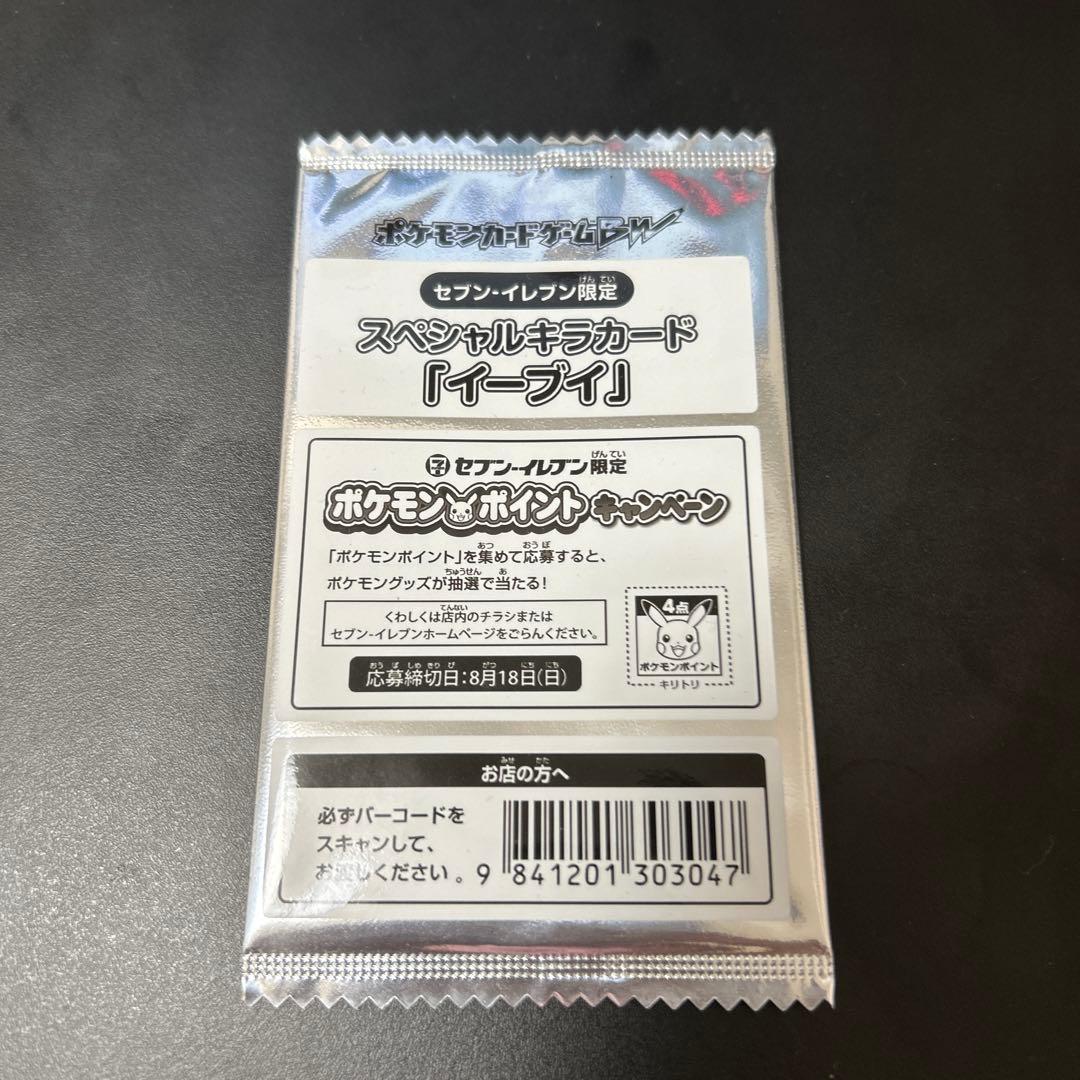 ポケモンカードゲームBW
セブン-イレブン限定
スペシャルキラカード
「イーブイ」
セブン-イレブン限定
ポケモンポイントキャンペーン
「ポケモンポイント」を集めて応募すると、
ポケモングッズが抽選で当たる!
くわしくは店内のチラシまたは
セブン-イレブンホームページをごらんください。
応募締切日:8月18日(日)
4点
ポケモンポイント
キリトリ
お店の方へ
必ずバーコードを
スキャンして、
お渡しください。
9 841201 303047